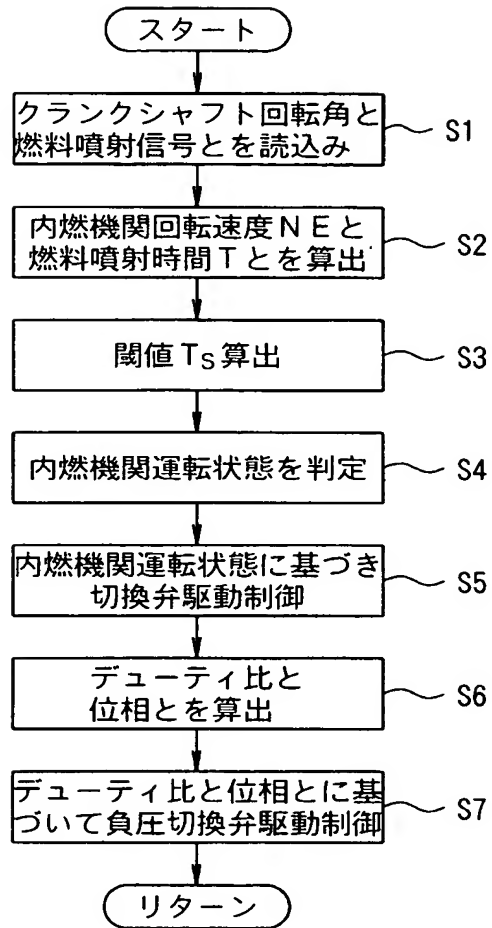 スタート
クランクシャフト回転角と
燃料噴射信号とを読込み
S1
内燃機関回転速度NEと
燃料噴射時間Tとを算出
S2
閾値TS算出
S3
内燃機関運転状態を判定
S4
内燃機関運転状態に基づき
切換弁駆動制御
S5
デューティ比と
位相とを算出
S6
デューティ比と位相とに基
づいて負圧切換弁駆動制御
S7
リターン